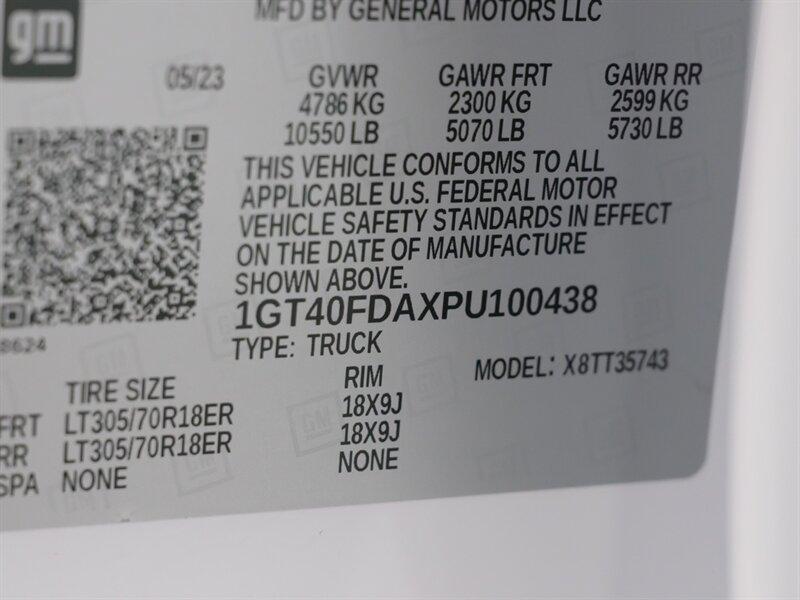 MFD BY GENERAL MOTORS LLC
gm
05/23 GVWR GAWR FRT GAWR RR
4786 KG 2300 KG 2599 KG
10550 LB 5070 LB 5730 LB
THIS VEHICLE CONFORMS TO ALL
APPLICABLE U.S. FEDERAL MOTOR
VEHICLE SAFETY STANDARDS IN EFFECT
ON THE DATE OF MANUFACTURE
SHOWN ABOVE.
1GT40FDAXPU100438
8624
TYPE: TRUCK
MODEL: X8TT35743
TIRE SIZE RIM
FRT LT305/70R18ER 18X9J
RR LT305/70R18ER 18X9J
SPA NONE NONE